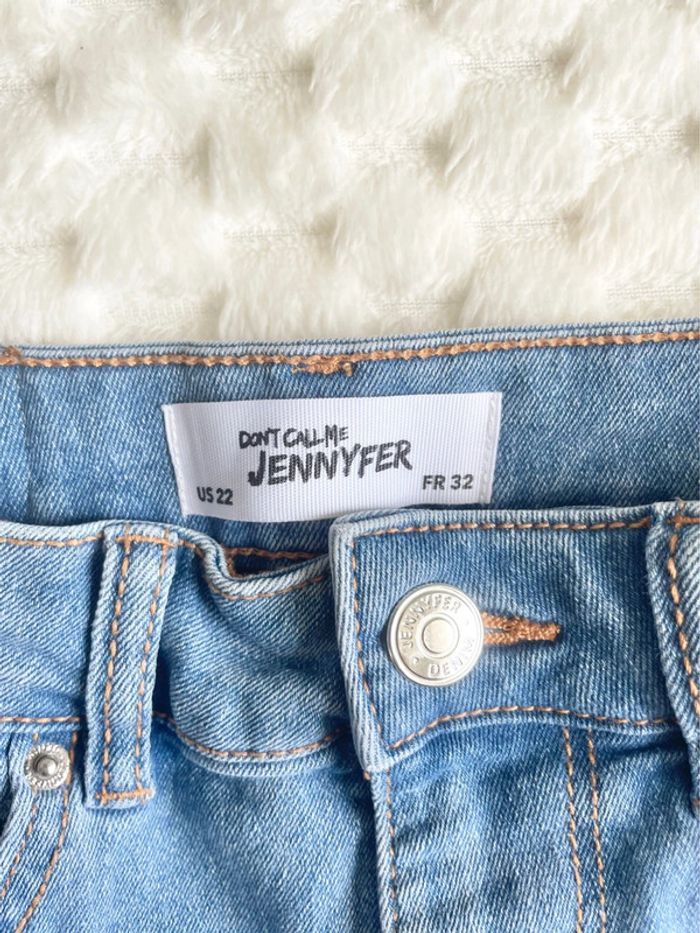 DON'T CALL ME
JENNYFER
US 22
FR 32
JENNYFER
DENIM